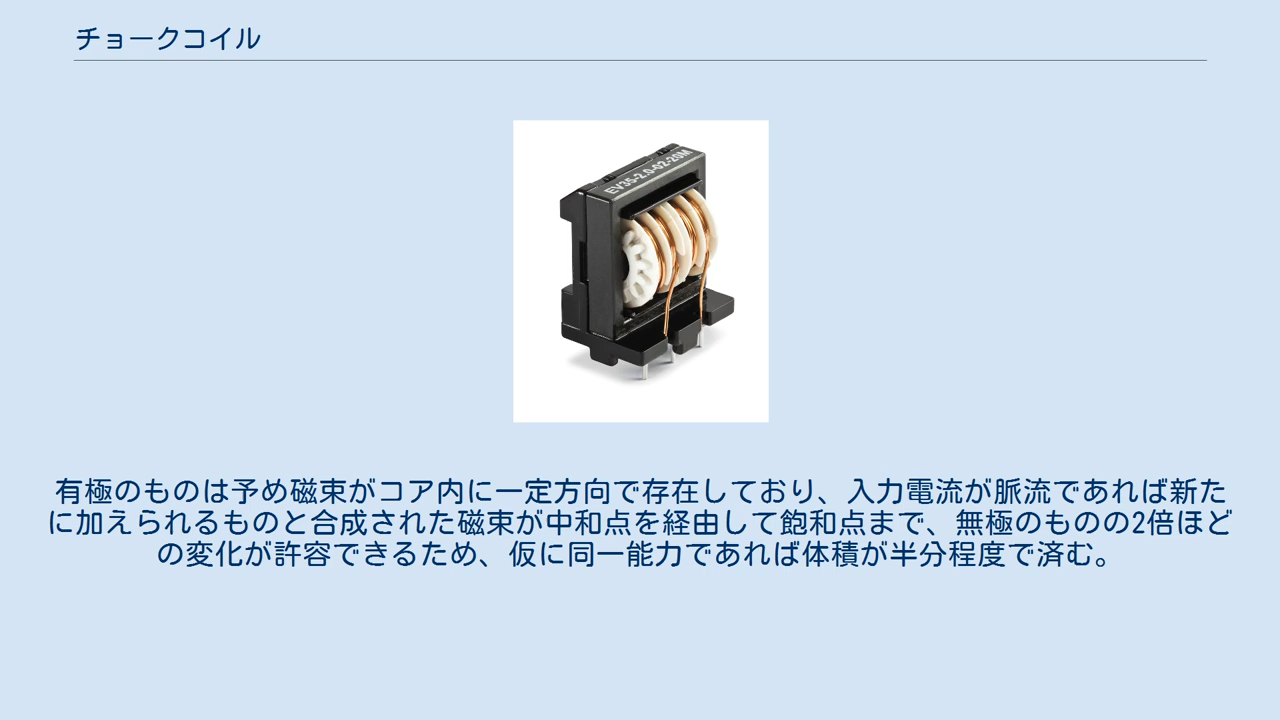 チョークコイル
EV35-2.0-02-20M
有極のものは予め磁束がコア内に一定方向で存在しており、入力電流が脈流であれば新た
に加えられるものと合成された磁束が中和点を経由して飽和点まで、無極のものの2倍ほど
の変化が許容できるため、仮に同一能力であれば体積が半分程度で済む。